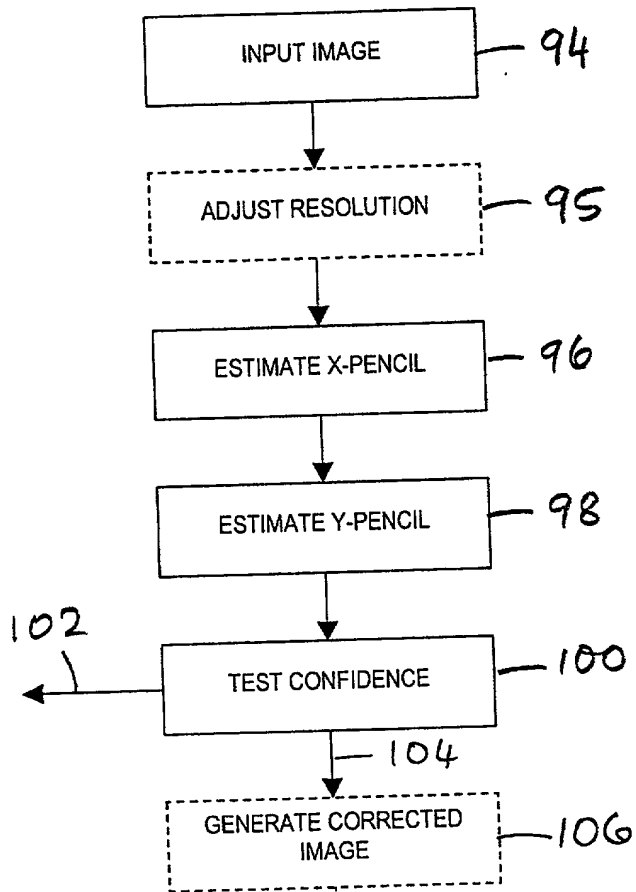 INPUT IMAGE 94
ADJUST RESOLUTION 95
ESTIMATE X-PENCIL 96
ESTIMATE Y-PENCIL 98
102
TEST CONFIDENCE 100
104
GENERATE CORRECTED
IMAGE 106